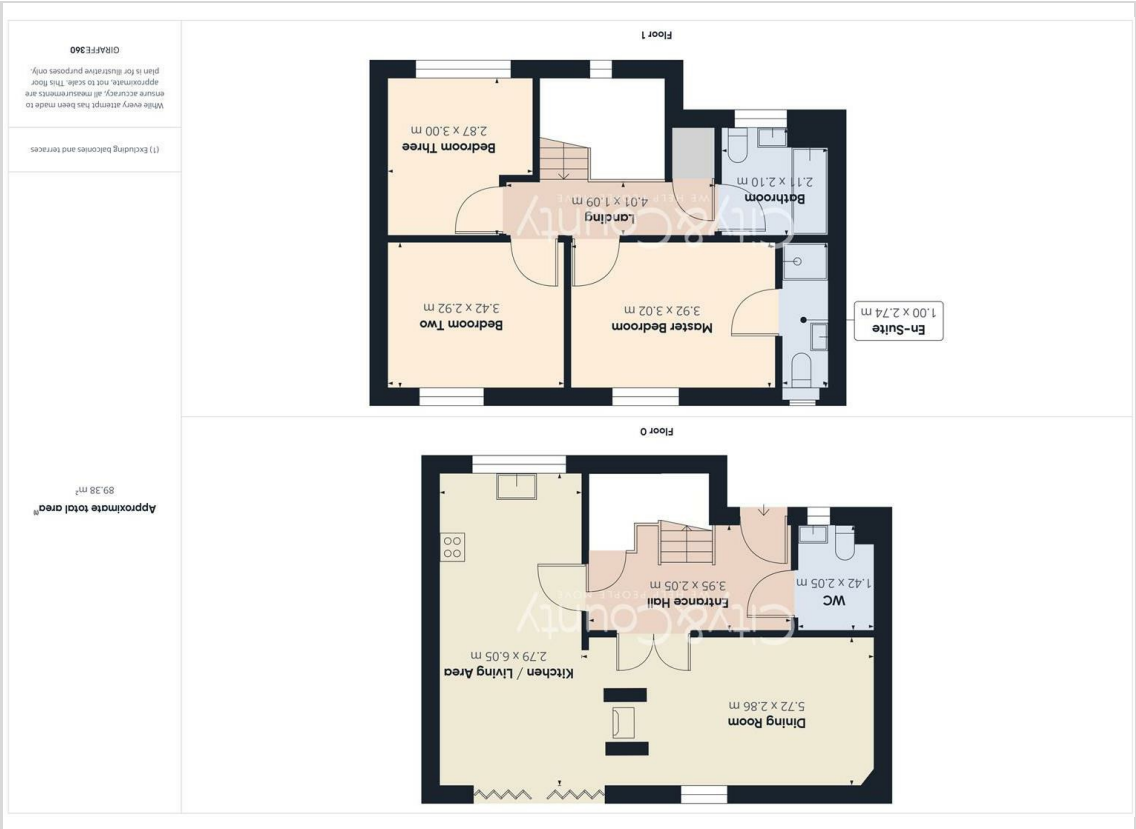 Dining Room
5.72 x 2.86 m
Kitchen / Living Area
2.79 x 6.05 m
City&County
WC
1.42 x 2.05 m
Entrance Hall
3.95 x 2.05 m
Floor 0
En-Suite
1.00 x 2.74 m
Master Bedroom
3.92 x 3.02 m
Bedroom Two
3.42 x 2.92 m
City&County
Landing
4.01 x 1.09 m
Bathroom
2.11 x 2.10 m
Bedroom Three
2.87 x 3.00 m
Floor 1
Approximate total area⁽¹⁾
89.38 m²
(1) Excluding balconies and terraces
While every attempt has been made to
ensure accuracy, all measurements are
approximate, not to scale. This floor
plan is for illustrative purposes only.
GIRAFFE360